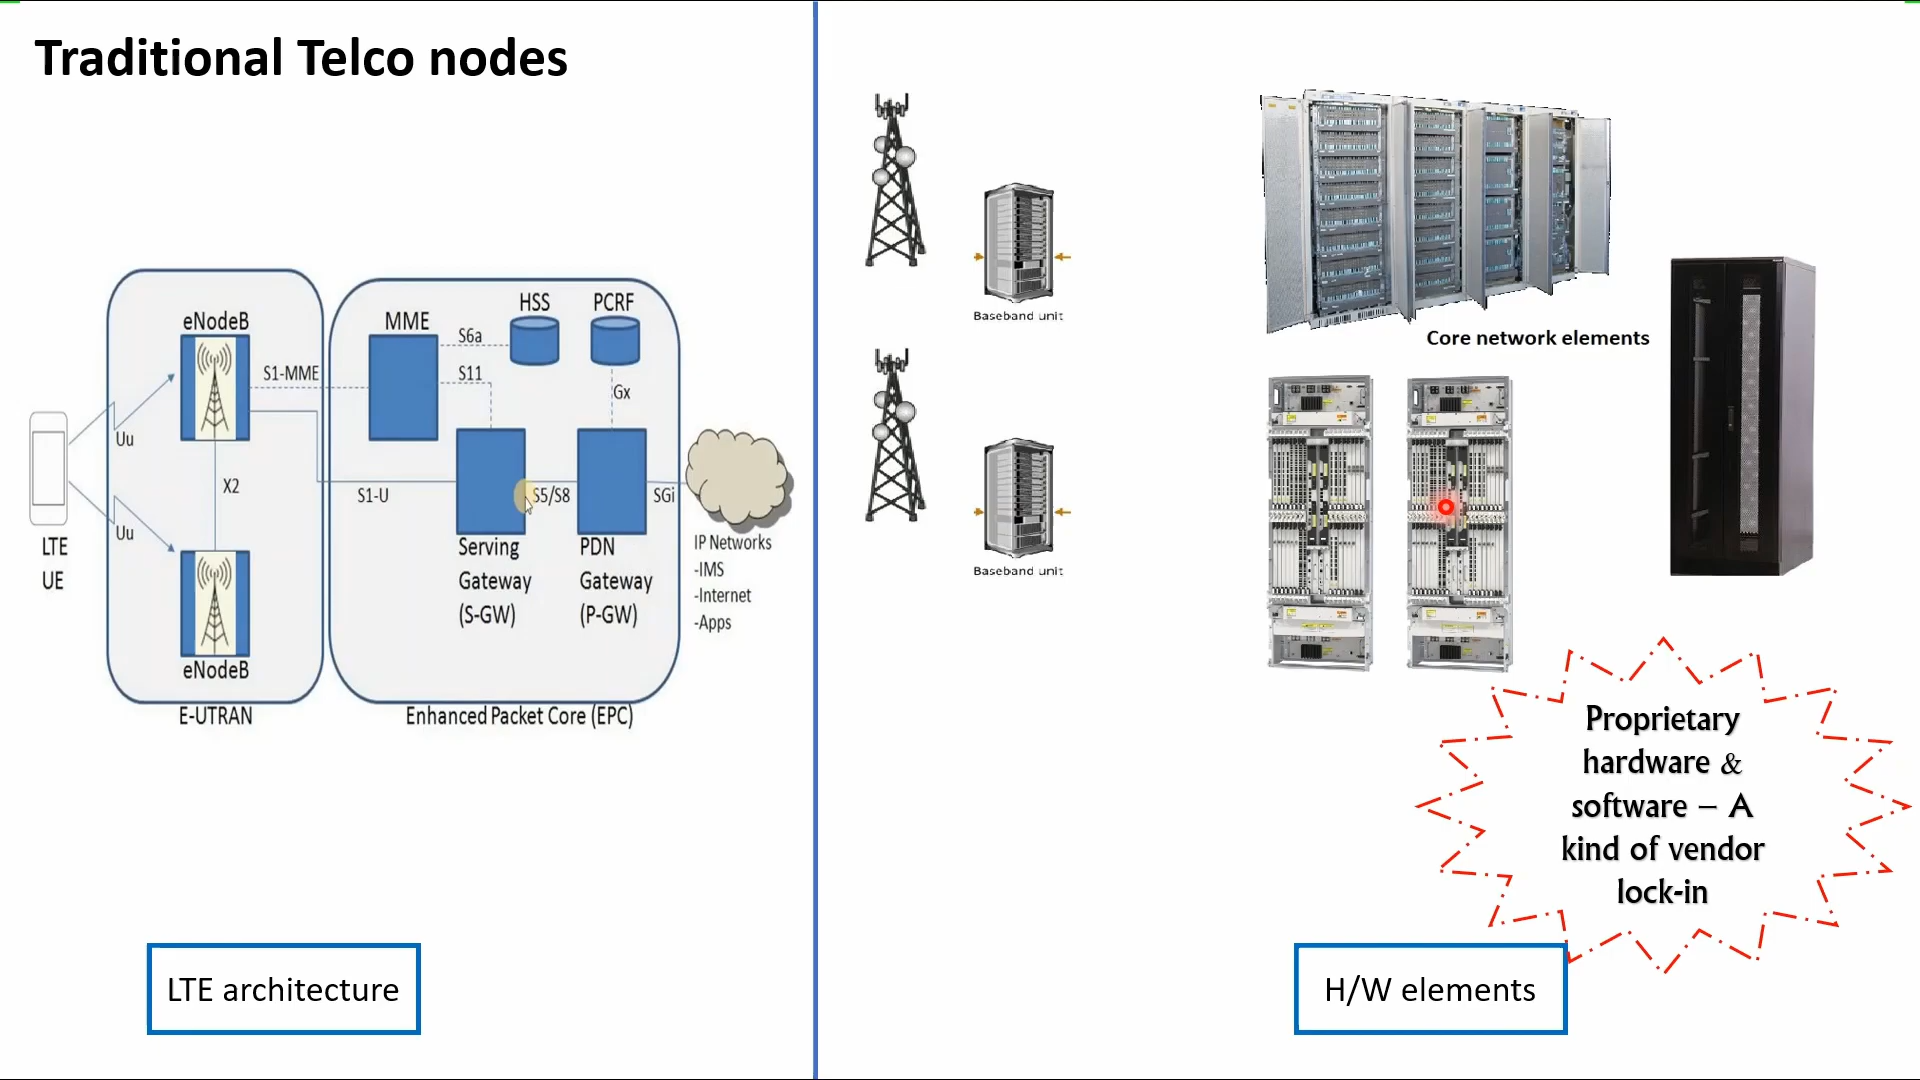 Traditional Telco nodes
eNodeB
MME
HSS
PCRF
S6a
S1-MME
S11
Gx
Uu
X2
S1-U
S5/S8
SGi
Uu
LTE
UE
Serving
Gateway
(S-GW)
PDN
Gateway
(P-GW)
IP Networks
-IMS
-Internet
-Apps
eNodeB
E-UTRAN
Enhanced Packet Core (EPC)
LTE architecture
Baseband unit
Baseband unit
Core network elements
Proprietary
hardware &
software – A
kind of vendor
lock-in
H/W elements